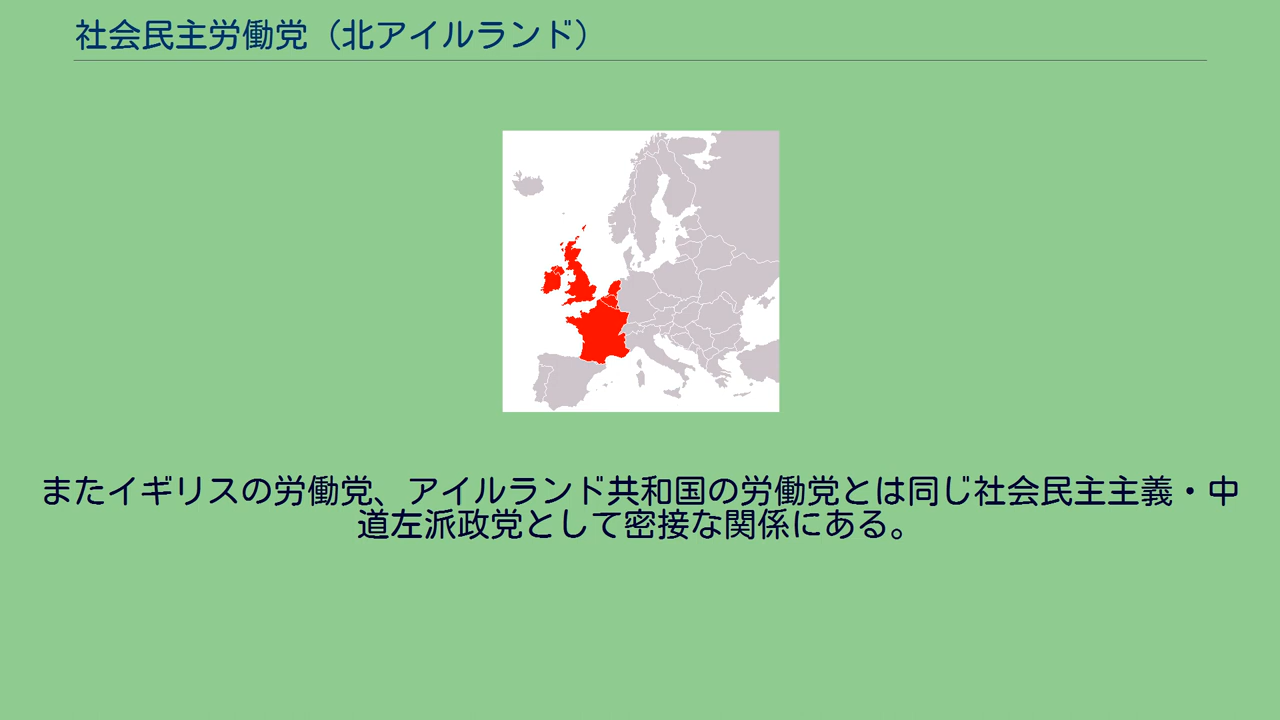 社会民主労働党（北アイルランド）
またイギリスの労働党、アイルランド共和国の労働党とは同じ社会民主主義・中
道左派政党として密接な関係にある。